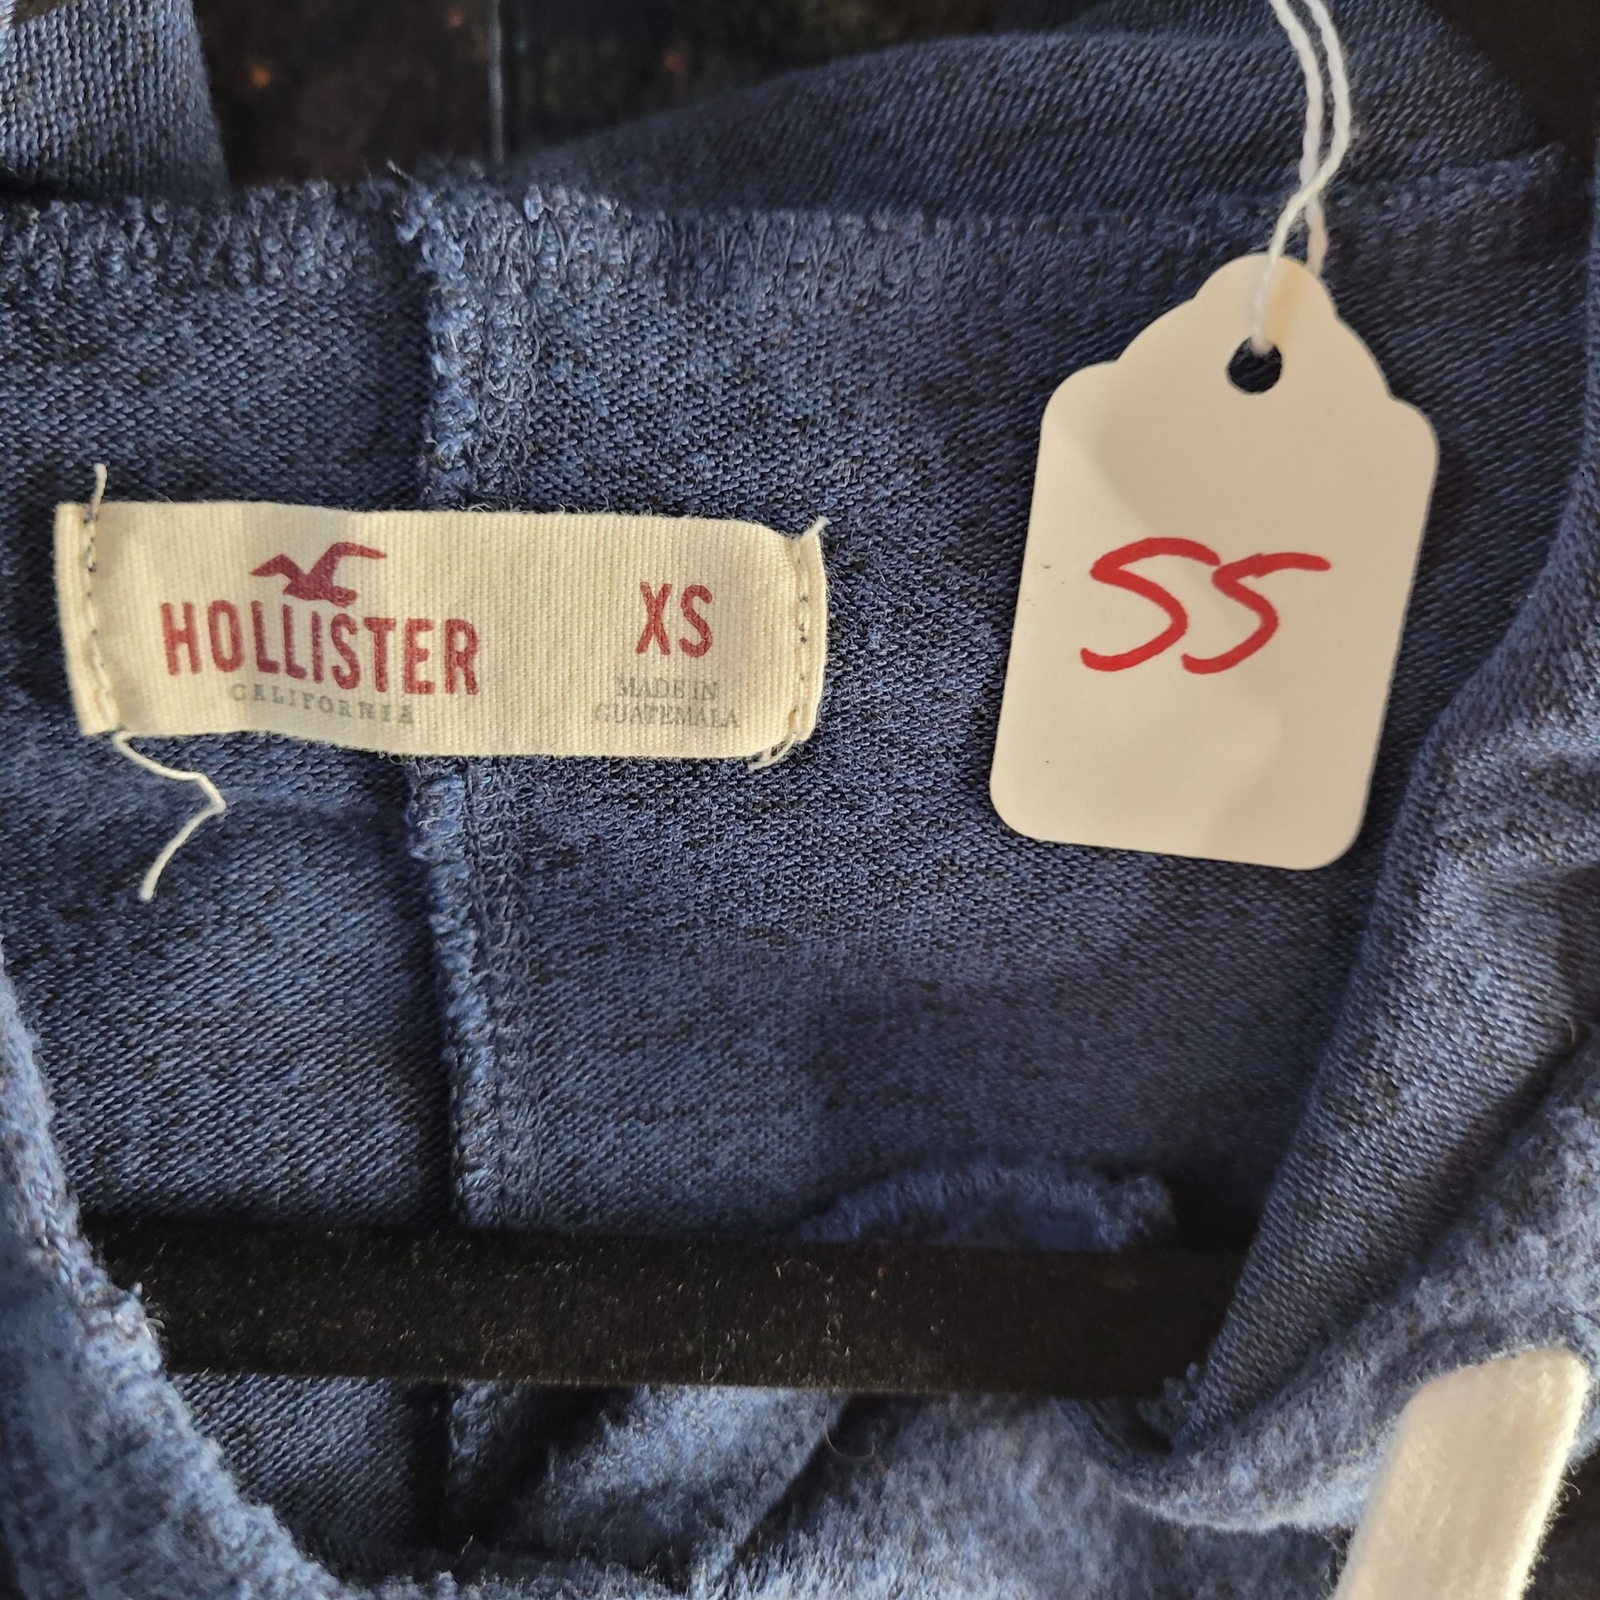 HOLLISTER
CALIFORNIA
XS
MADE IN
GUATEMALA
55